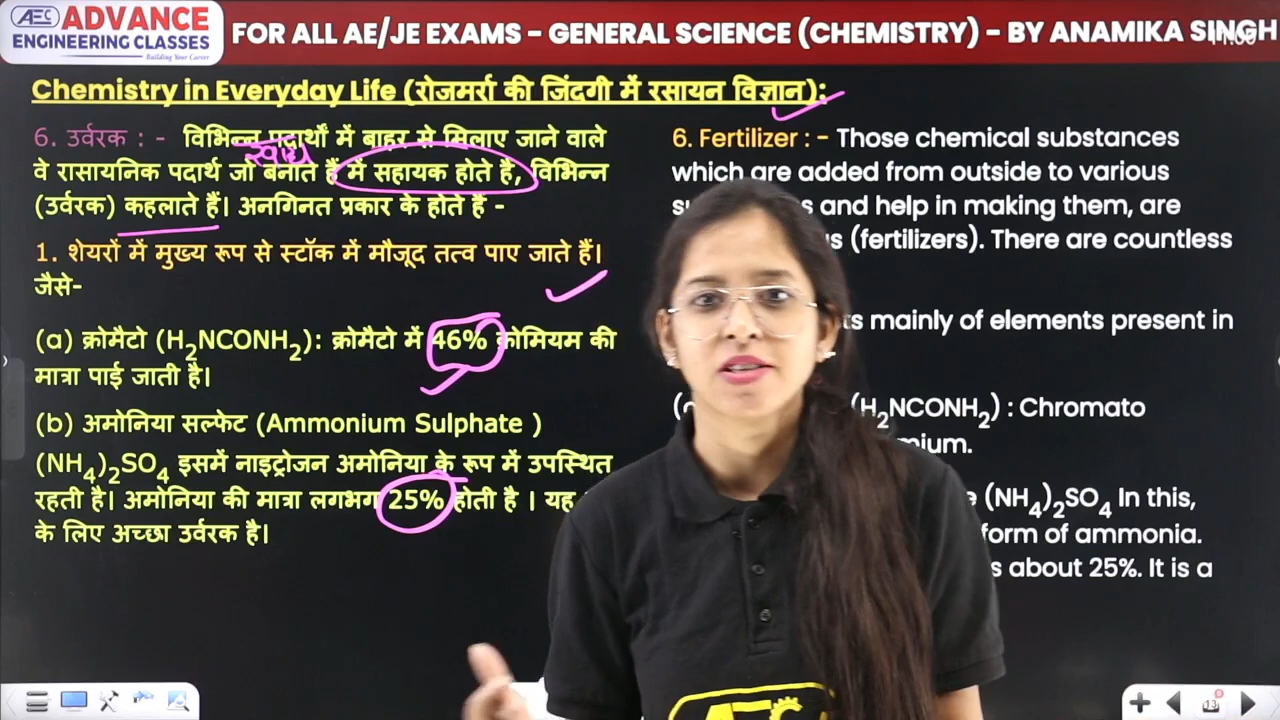 AEC ADVANCE
ENGINEERING CLASSES
Building Your Career
FOR ALL AE/JE EXAMS - GENERAL SCIENCE (CHEMISTRY) - BY ANAMIKA SINGH
Chemistry in Everyday Life (रोजमर्रा की जिंदगी में रसायन विज्ञान):
6. उर्वरक : - विभिन्न पदार्थों में बाहर से मिलाए जाने वाले
खाद्य
वे रासायनिक पदार्थ जो बनाते हैं में सहायक होते है, विभिन्न
(उर्वरक) कहलाते हैं। अनगिनत प्रकार के होते हैं -
1. शेयरों में मुख्य रूप से स्टॉक में मौजूद तत्व पाए जाते हैं।
जैसे-
(a) क्रोमैटो (H₂NCONH₂): क्रोमैटो में 46% क्रोमियम की
मात्रा पाई जाती है।
(b) अमोनिया सल्फेट (Ammonium Sulphate )
(NH₄)₂SO₄ इसमें नाइट्रोजन अमोनिया के रूप में उपस्थित
रहती है। अमोनिया की मात्रा लगभग 25% होती है । यह
के लिए अच्छा उर्वरक है।
6. Fertilizer : - Those chemical substances
which are added from outside to various
and help in making them, are
(fertilizers). There are countless
mainly of elements present in
(H₂NCONH₂) : Chromato
(NH₄)₂SO₄ In this,
form of ammonia.
about 25%. It is a
13